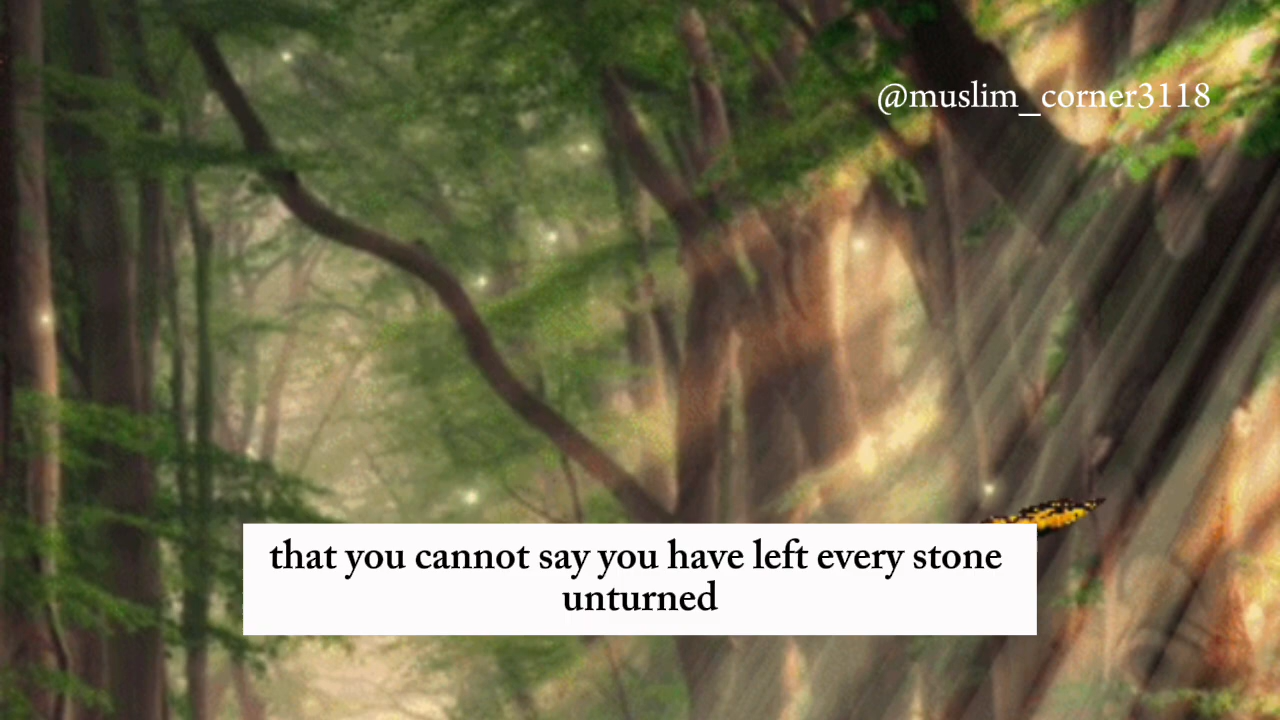 @muslim_corner3118
that you cannot say you have left every stone
unturned